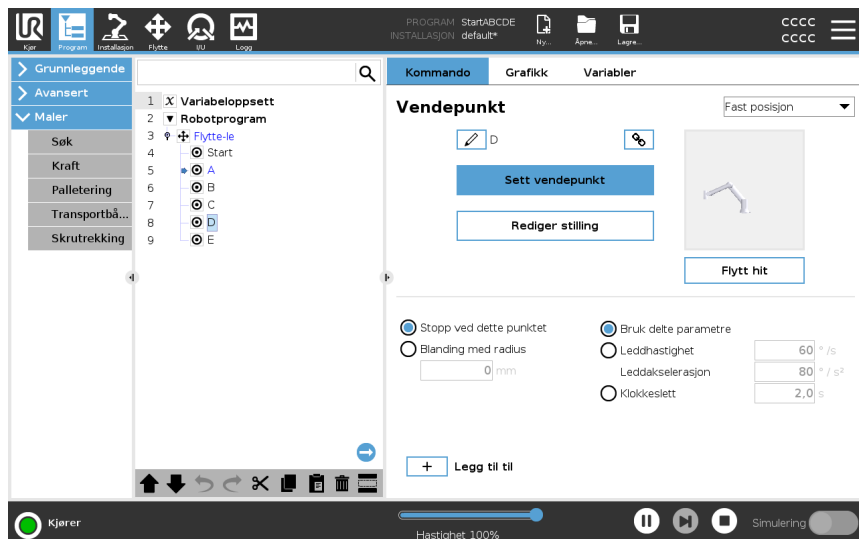 UR
Kjør
Program
Installasjon
Flytte
I/U
Logg
PROGRAM StartABCDE
INSTALLASJON default*
Ny...
Åpne...
Lagre...
CCCC
CCCC
Grunnleggende
Avansert
Maler
Søk
Kraft
Palletering
Transportbå...
Skrutrekking
1 X Variabeloppsett
2 Robotprogram
3 Flytte-le
4 Start
5 A
6 B
7 C
8 D
9 E
Kommando
Grafikk
Variabler
Vendepunkt
Fast posisjon
D
Sett vendepunkt
Rediger stilling
Flytt hit
Stopp ved dette punktet
Blanding med radius
0 mm
Bruk delte parametre
Leddhastighet 60 ° /s
Leddakselerasjon 80 ° / s²
Klokkeslett 2,0 s
+ Legg til til
Kjører
Hastighet 100%
Simulering